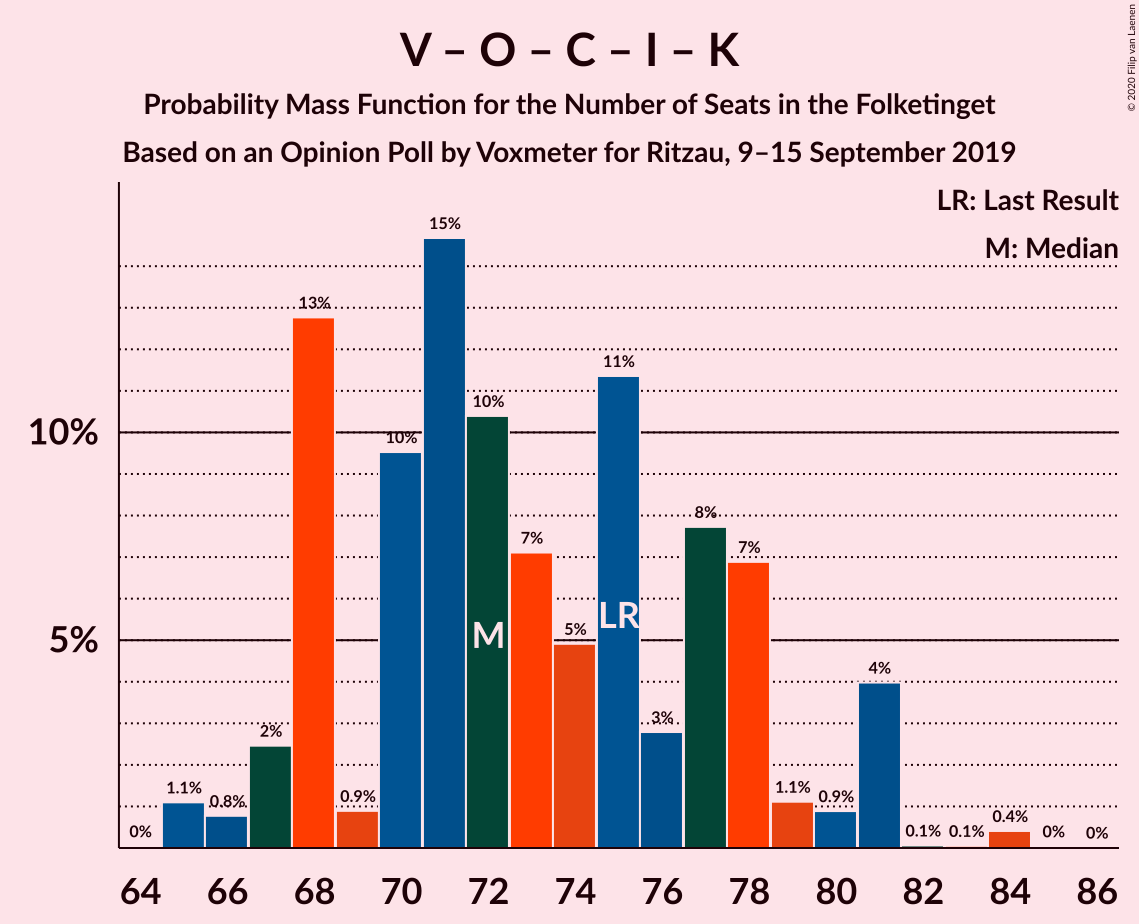 V – O – C – I – K
Probability Mass Function for the Number of Seats in the Folketinget
Based on an Opinion Poll by Voxmeter for Ritzau, 9–15 September 2019
© 2020 Filip van Laenen
LR: Last Result
M: Median
10%
5%
0%
1.1%
0.8%
2%
13%
0.9%
10%
15%
10%
7%
5%
11%
3%
8%
7%
1.1%
0.9%
4%
0.1%
0.1%
0.4%
0%
0%
M
LR
64 66 68 70 72 74 76 78 80 82 84 86